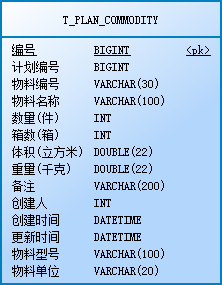 T_PLAN_COMMODITY
编号 BIGINT <pk>
计划编号 BIGINT
物料编号 VARCHAR(30)
物料名称 VARCHAR(100)
数量(件) INT
箱数(箱) INT
体积(立方米) DOUBLE(22)
重量(千克) DOUBLE(22)
备注 VARCHAR(200)
创建人 INT
创建时间 DATETIME
更新时间 DATETIME
物料型号 VARCHAR(100)
物料单位 VARCHAR(20)